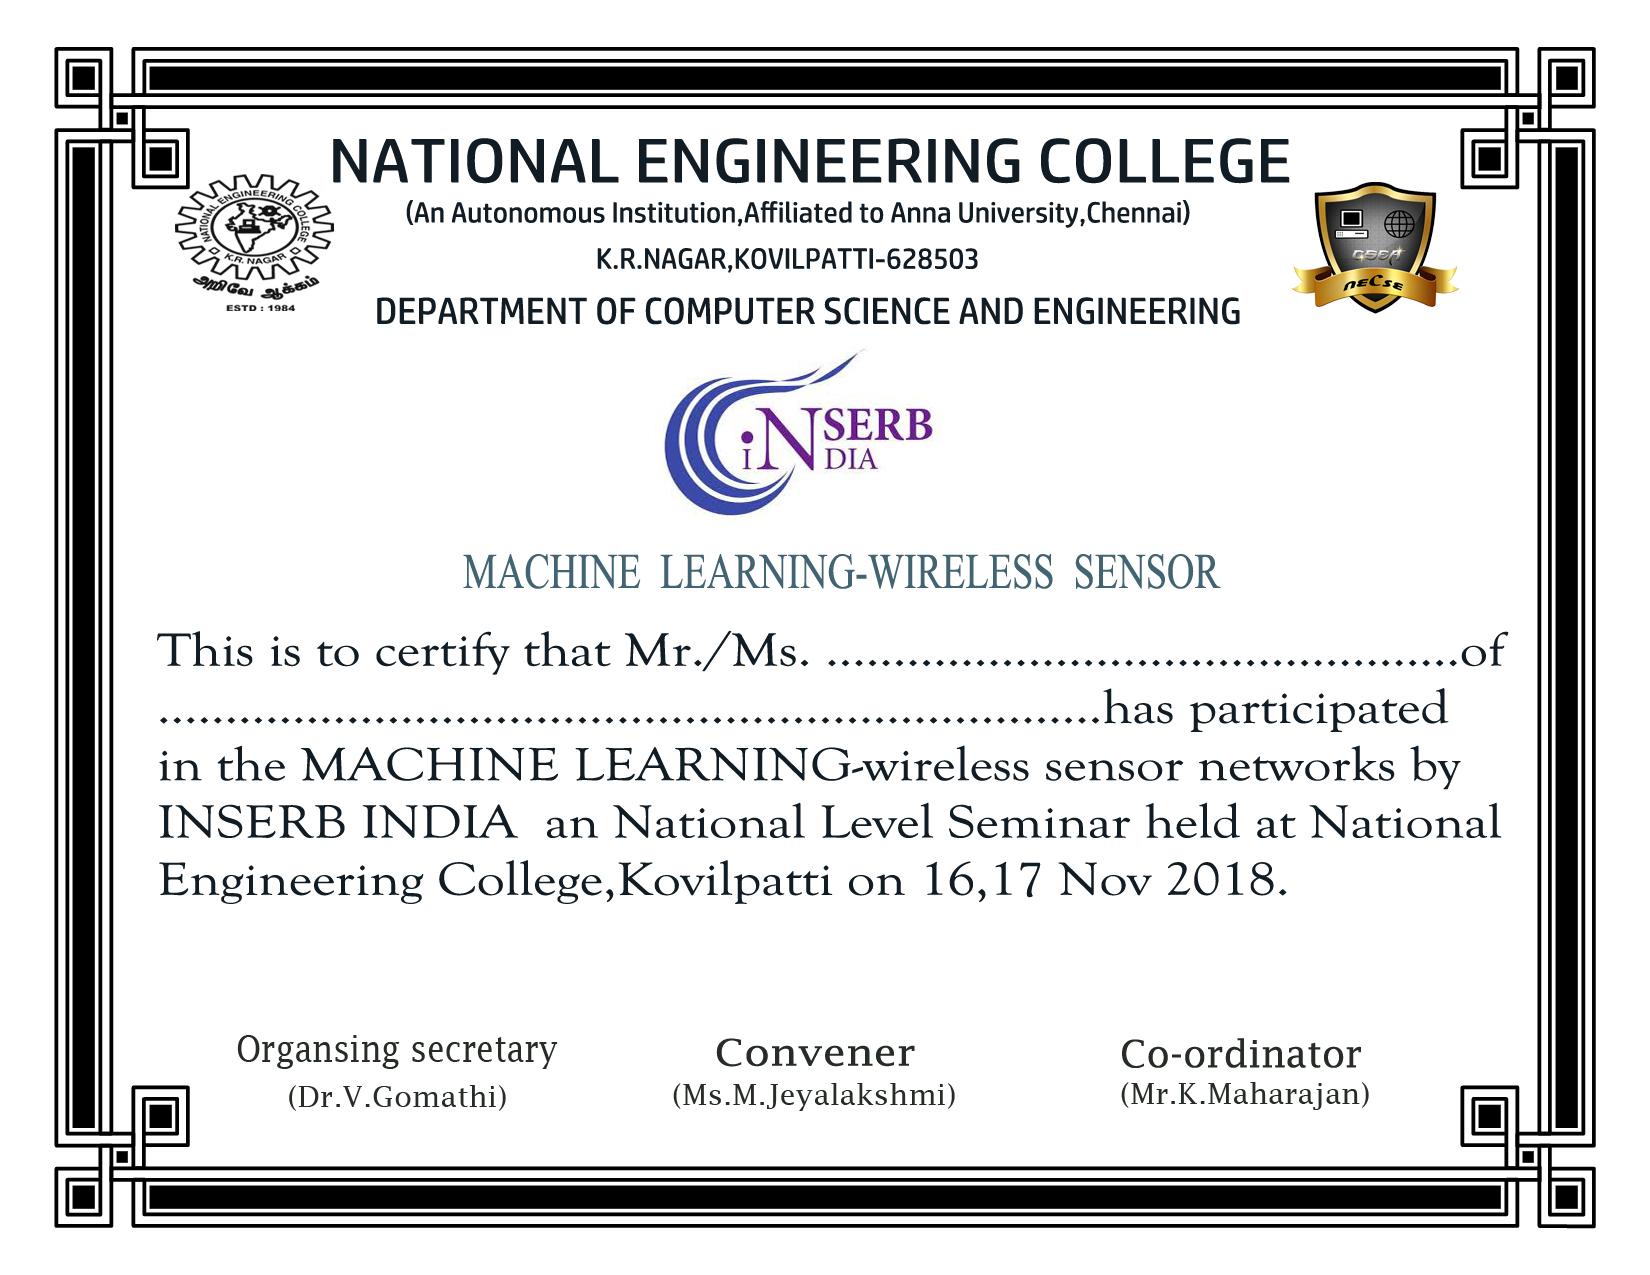 NATIONAL ENGINEERING COLLEGE
(An Autonomous Institution,Affiliated to Anna University,Chennai)
K.R.NAGAR,KOVILPATTI-628503
DEPARTMENT OF COMPUTER SCIENCE AND ENGINEERING
NATIONAL ENGINEERING COLLEGE
K.R. NAGAR
அறிவே ஆக்கம்
ESTD : 1984
CSEA
NECSE
iNSERB
INDIA
MACHINE LEARNING-WIRELESS SENSOR
This is to certify that Mr./Ms. ...............................................of
......................................................................has participated
in the MACHINE LEARNING-wireless sensor networks by
INSERB INDIA an National Level Seminar held at National
Engineering College,Kovilpatti on 16,17 Nov 2018.
Organsing secretary
(Dr.V.Gomathi)
Convener
(Ms.M.Jeyalakshmi)
Co-ordinator
(Mr.K.Maharajan)